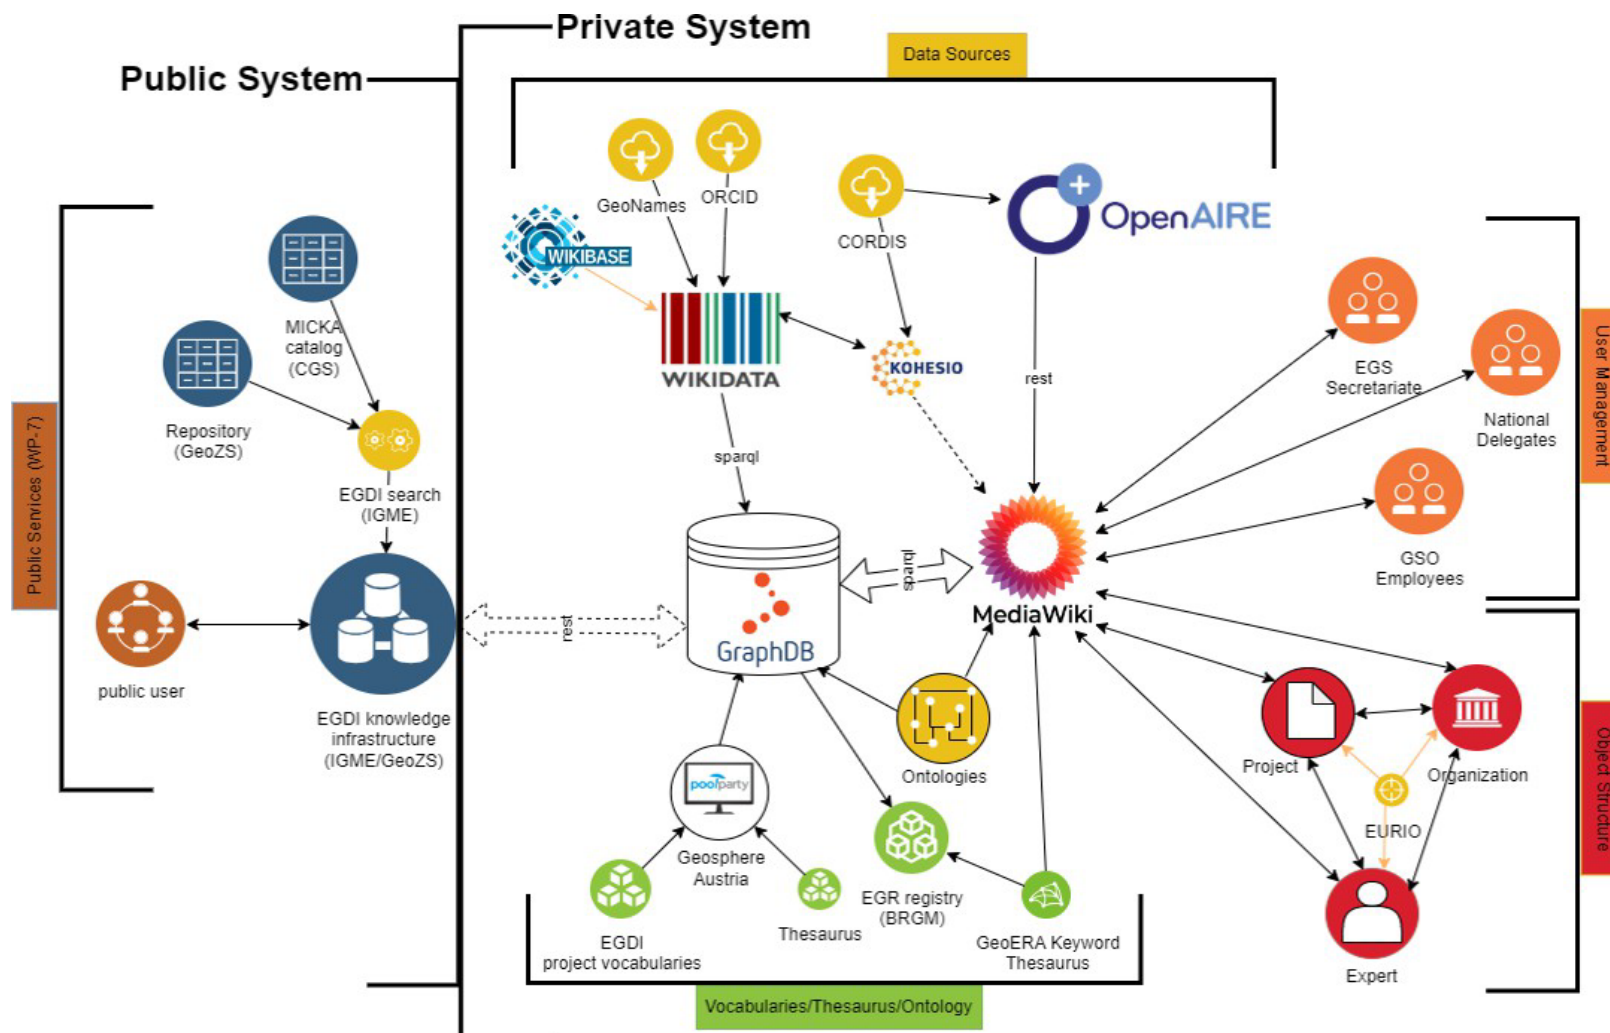 Private System
Public System
Data Sources
GeoNames
ORCID
WIKIBASE
CORDIS
OpenAIRE
MICKA
catalog
(CGS)
WIKIDATA
KOHESIO
rest
EGS
Secretariate
National
Delegates
User Management
Repository
(GeoZS)
sparql
EGDI search
(IGME)
Public Services (WP-7)
GSO
Employees
sparql
MediaWiki
rest
GraphDB
public user
EGDI knowledge
infrastructure
(IGME/GeoZS)
Ontologies
Project
Organization
Object Structure
poolparty
EURIO
Geosphere
Austria
EGR registry
(BRGM)
Thesaurus
EGDI
project vocabularies
GeoERA Keyword
Thesaurus
Expert
Vocabularies/Thesaurus/Ontology